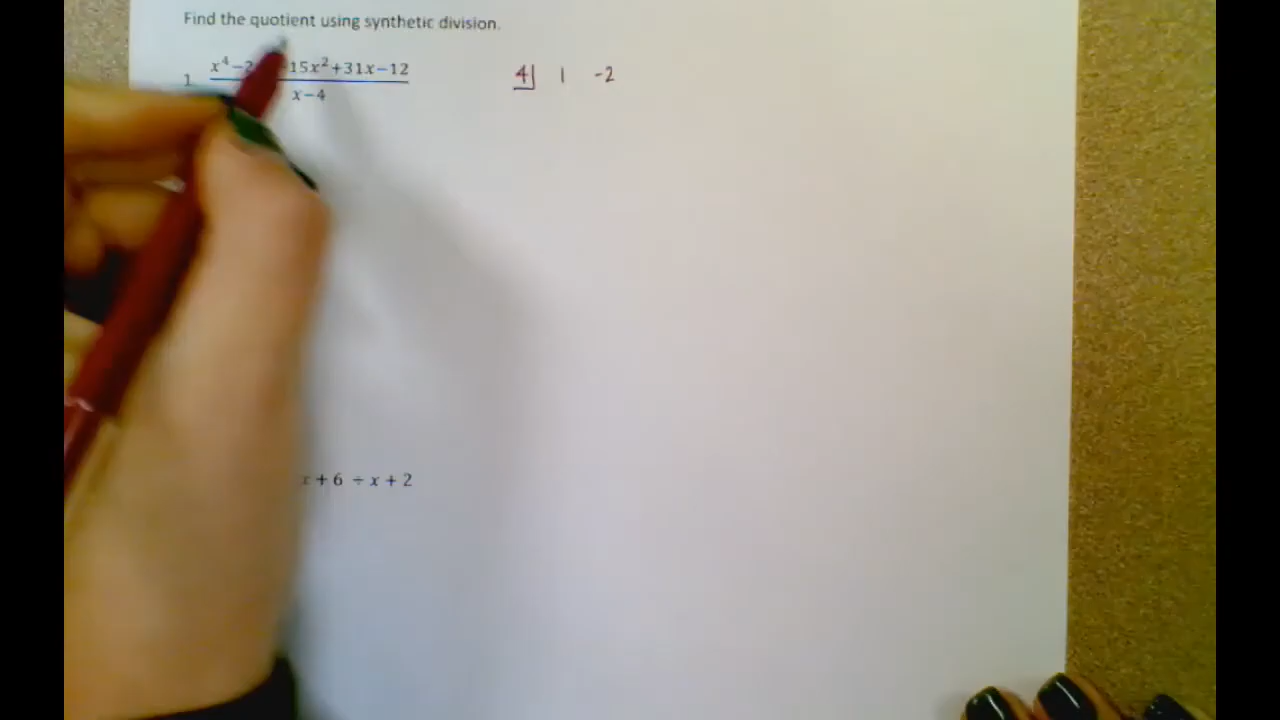 Find the quotient using synthetic division.
1. x⁴−2 15x²+31x−12 4| 1 -2
x−4
x + 6 ÷ x + 2